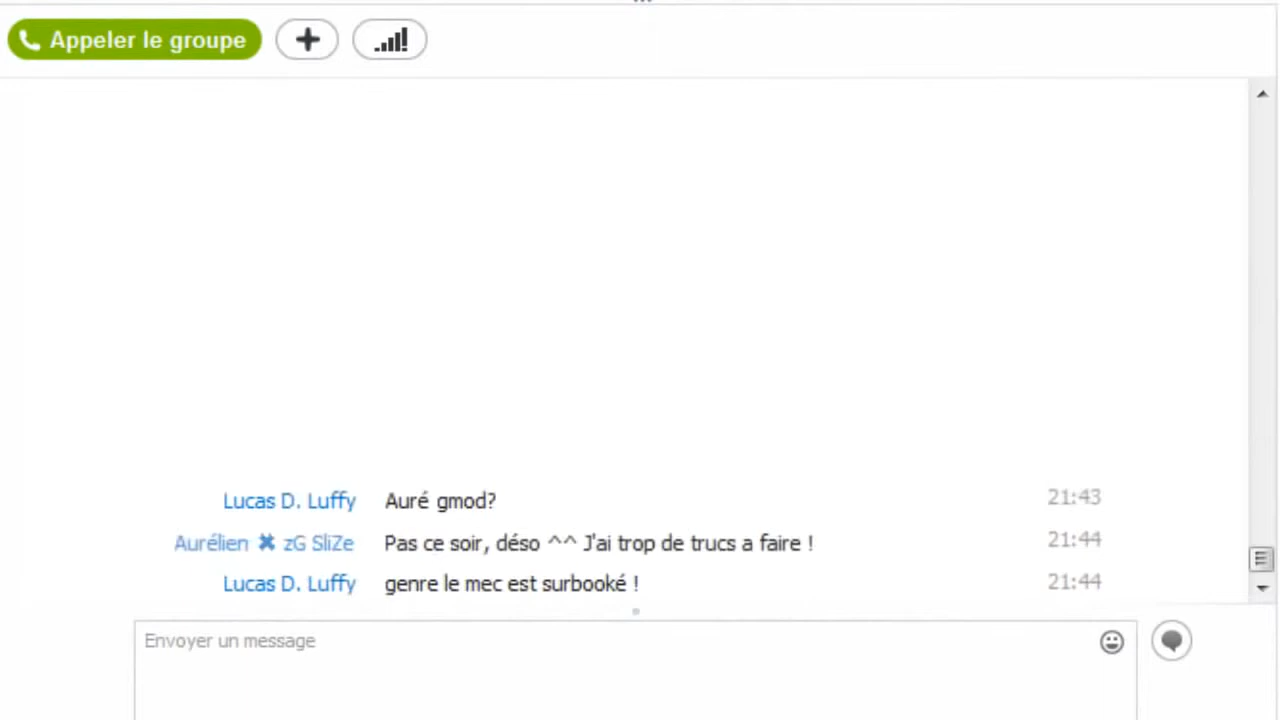 Appeler le groupe
Lucas D. Luffy Auré gmod? 21:43
Aurélien ✖ zG SliZe Pas ce soir, déso ^^ J'ai trop de trucs a faire ! 21:44
Lucas D. Luffy genre le mec est surbooké ! 21:44
Envoyer un message